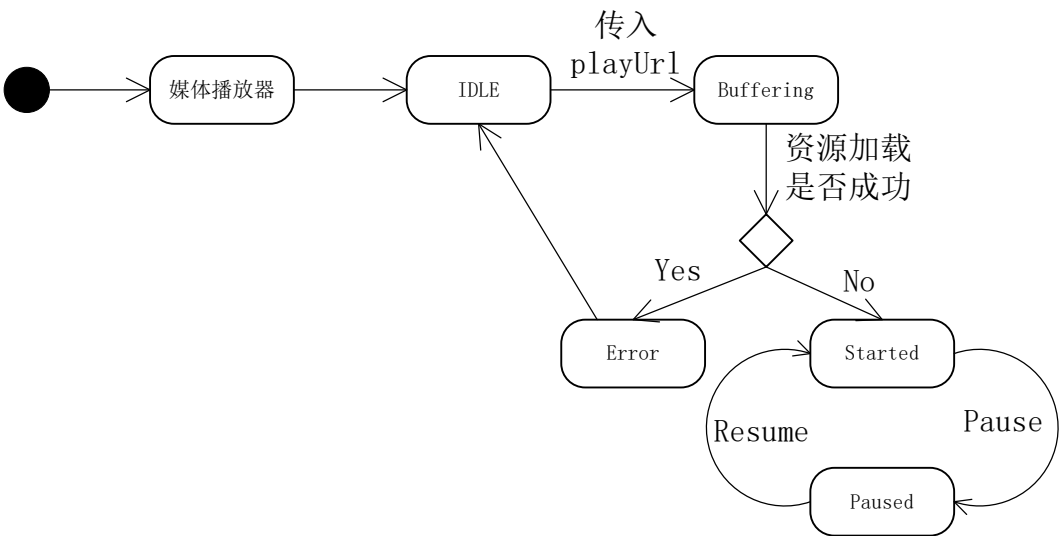 传入
playUrl
媒体播放器
IDLE
Buffering
资源加载
是否成功
Yes
No
Error
Started
Resume
Pause
Paused